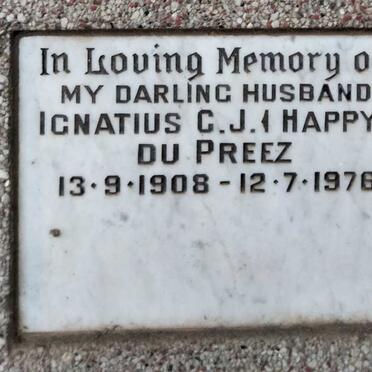 In Loving Memory o
MY DARLING HUSBAND
IGNATIUS C.J. ( HAPPY
DU PREEZ
13·9·1908 - 12·7·1976